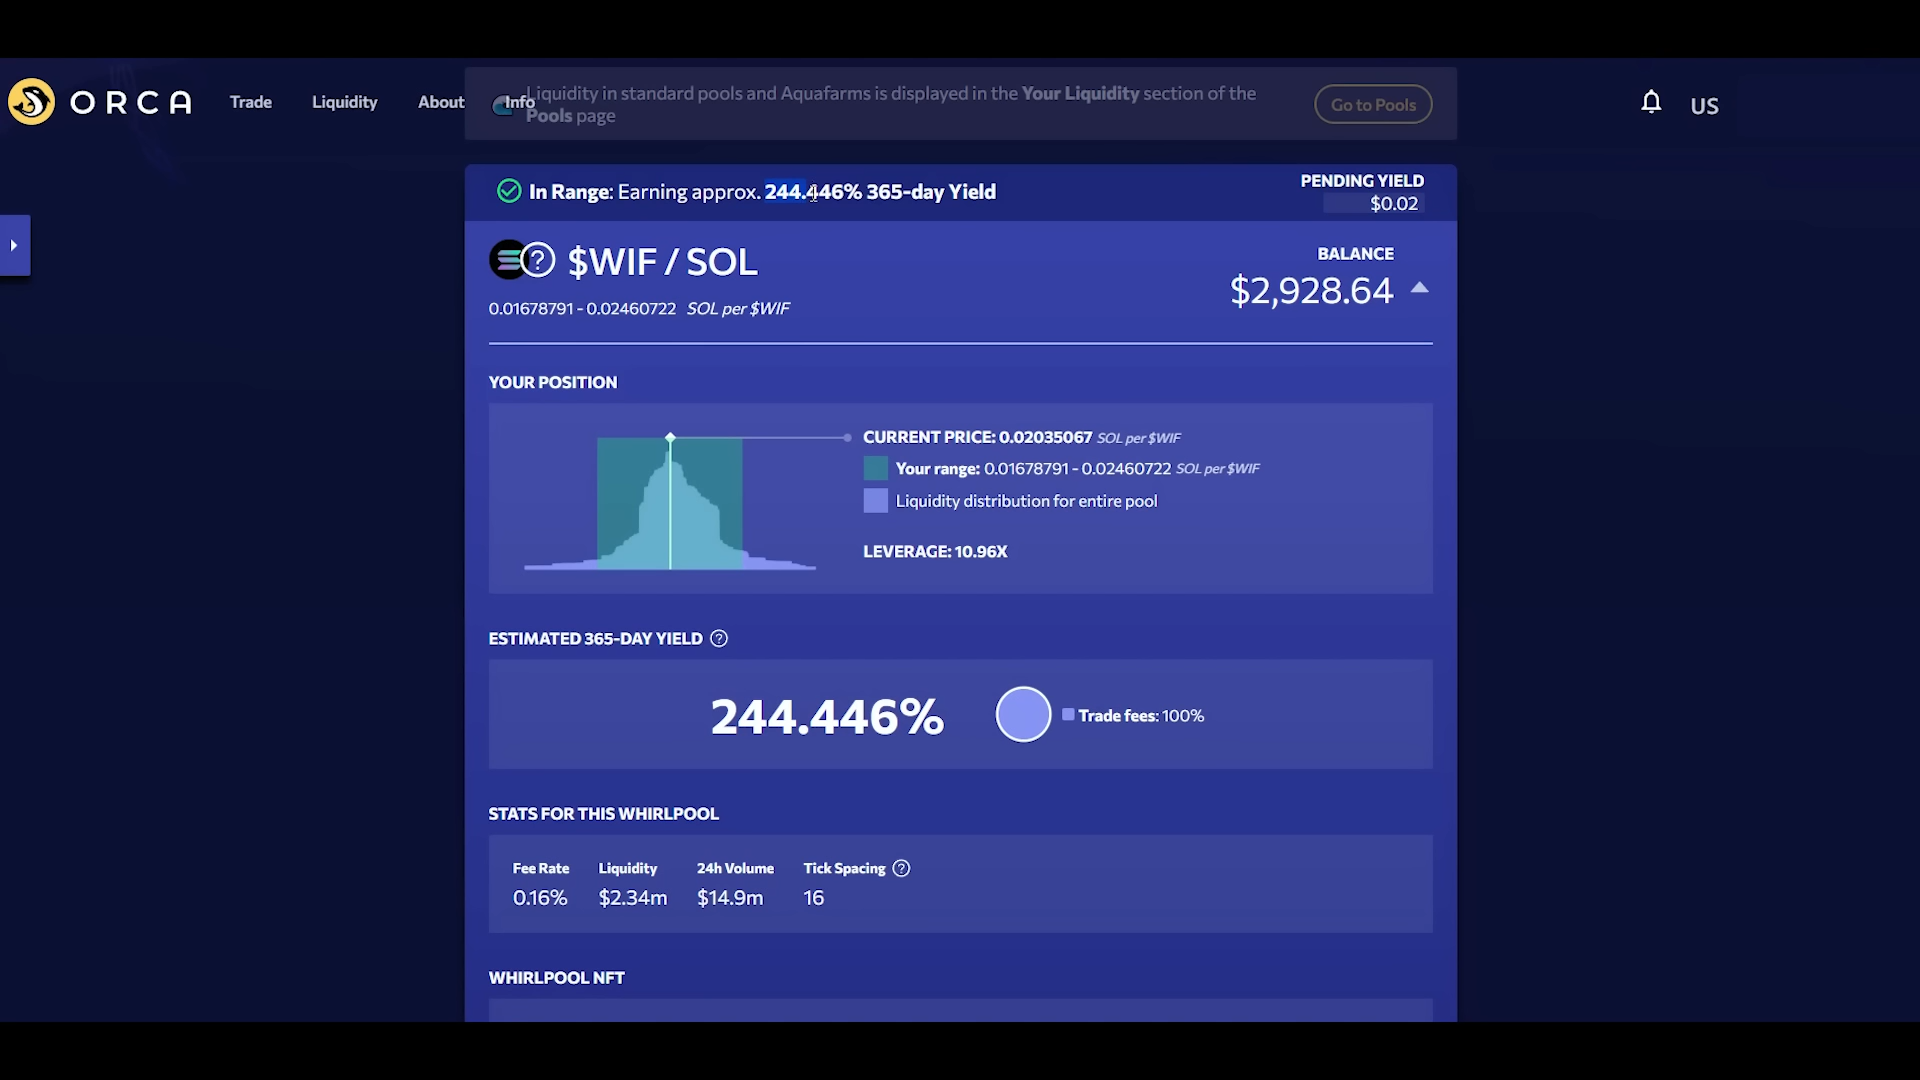 ORCA
Trade Liquidity About Info
Liquidity in standard pools and Aquafarms is displayed in the Your Liquidity section of the
Pools page
Go to Pools
US
In Range: Earning approx. 244.446% 365-day Yield
PENDING YIELD
$0.02
$WIF / SOL
0.01678791 - 0.02460722 SOL per $WIF
BALANCE
$2,928.64
YOUR POSITION
CURRENT PRICE: 0.02035067 SOL per $WIF
Your range: 0.01678791 - 0.02460722 SOL per $WIF
Liquidity distribution for entire pool
LEVERAGE: 10.96X
ESTIMATED 365-DAY YIELD ?
244.446%
Trade fees: 100%
STATS FOR THIS WHIRLPOOL
Fee Rate Liquidity 24h Volume Tick Spacing ?
0.16% $2.34m $14.9m 16
WHIRLPOOL NFT